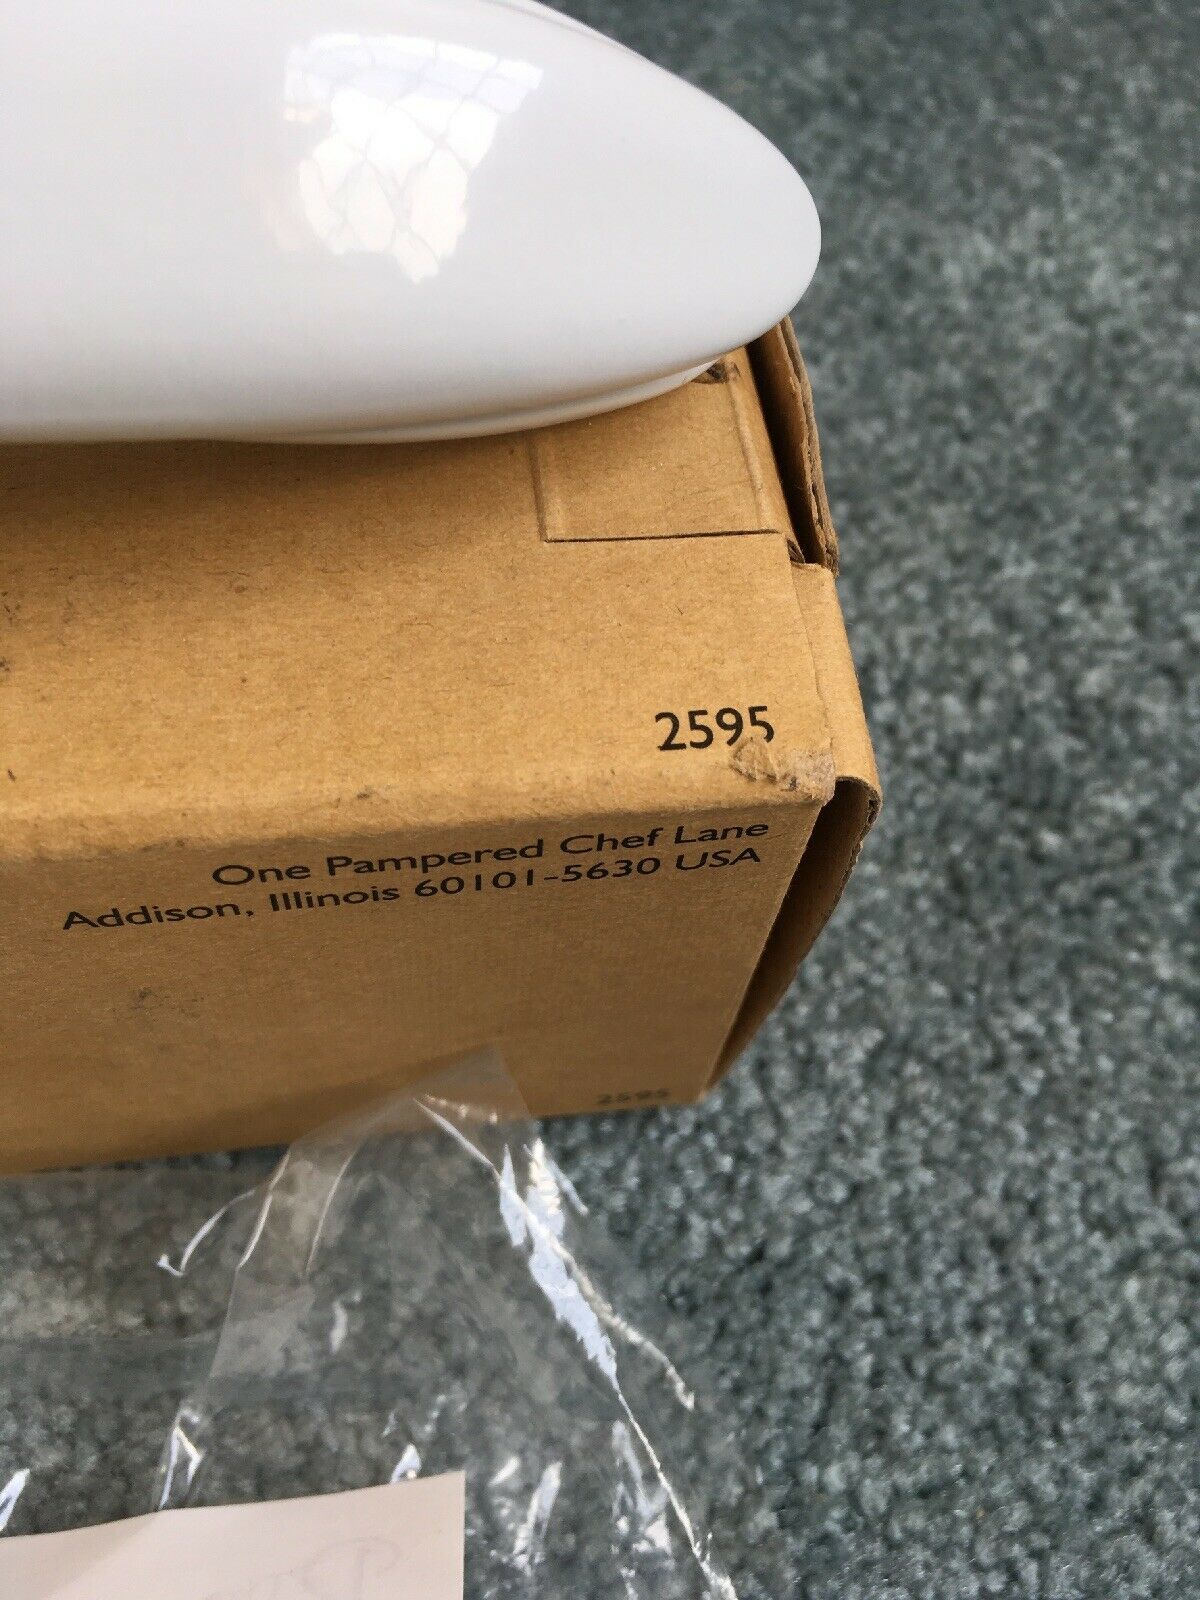 2595
One Pampered Chef Lane
Addison, Illinois 60101-5630 USA
2595